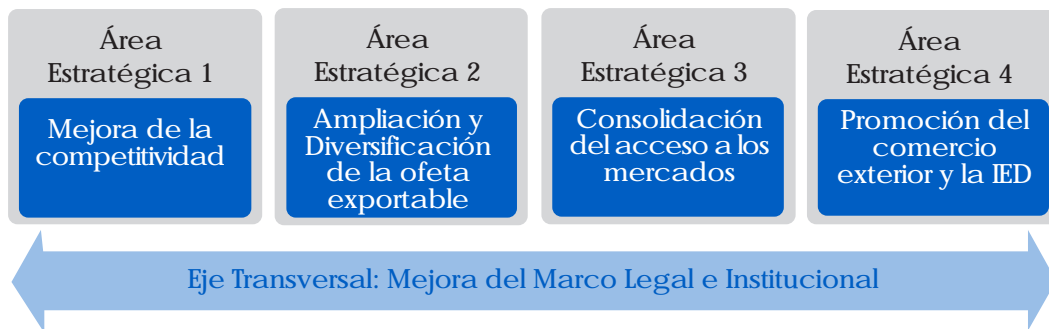 Área
Estratégica 1
Mejora de la
competitividad
Área
Estratégica 2
Ampliación y
Diversificación
de la ofeta
exportable
Área
Estratégica 3
Consolidación
del acceso a los
mercados
Área
Estratégica 4
Promoción del
comercio
exterior y la IED
Eje Transversal: Mejora del Marco Legal e Institucional